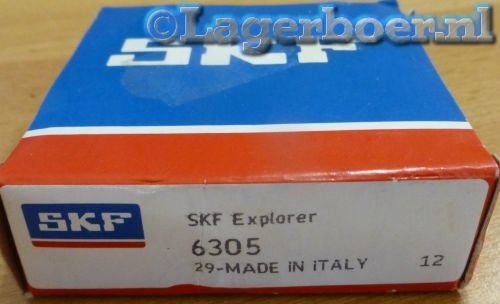 ©Lagerboer.nl
SKF
SKF
SKF Explorer
6305
29-MADE iN iTALY 12